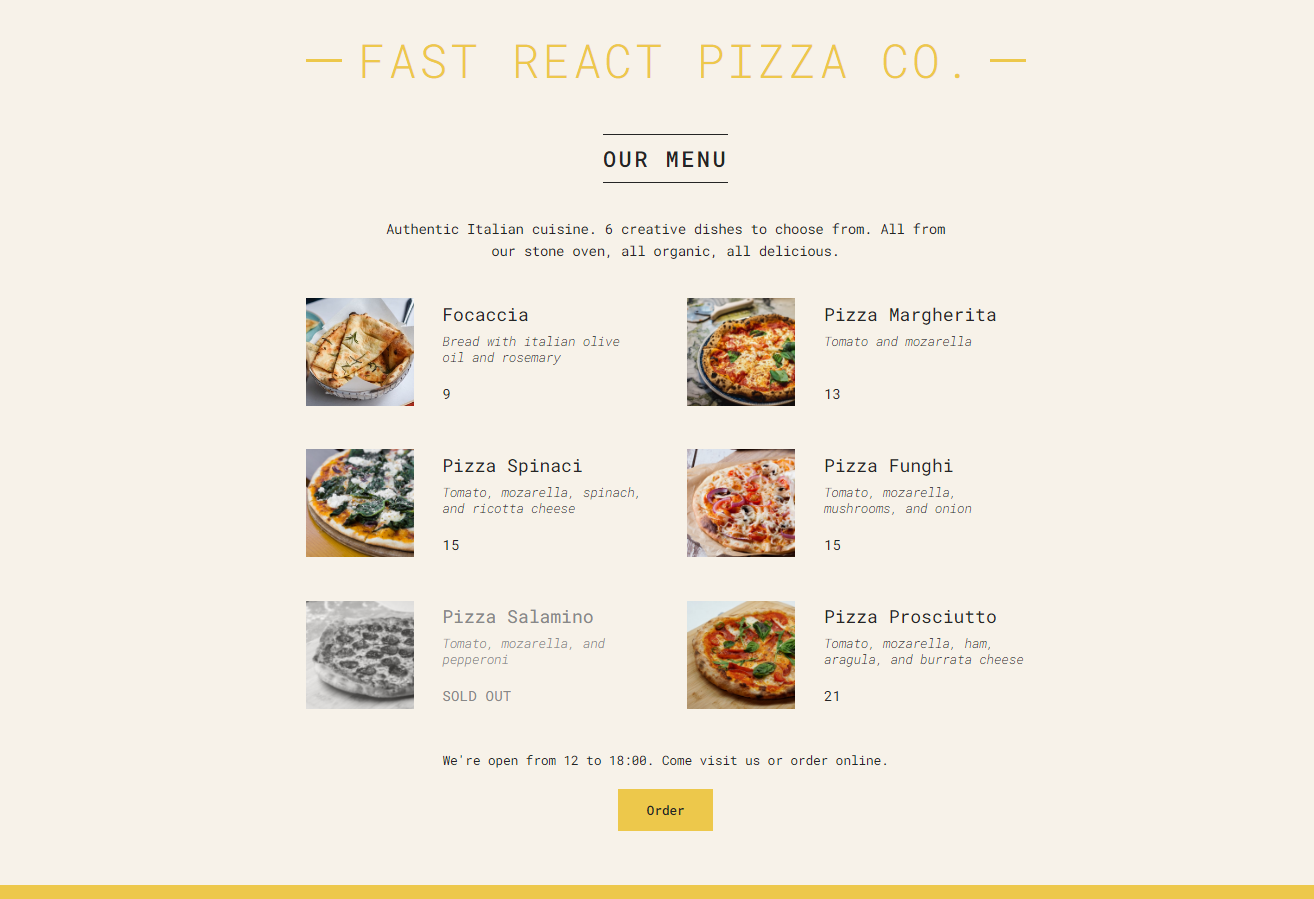 FAST REACT PIZZA CO.
OUR MENU
Authentic Italian cuisine. 6 creative dishes to choose from. All from
our stone oven, all organic, all delicious.
Focaccia
Bread with italian olive
oil and rosemary
9
Pizza Margherita
Tomato and mozarella
13
Pizza Spinaci
Tomato, mozarella, spinach,
and ricotta cheese
15
Pizza Funghi
Tomato, mozarella,
mushrooms, and onion
15
Pizza Salamino
Tomato, mozarella, and
pepperoni
SOLD OUT
Pizza Prosciutto
Tomato, mozarella, ham,
aragula, and burrata cheese
21
We're open from 12 to 18:00. Come visit us or order online.
Order